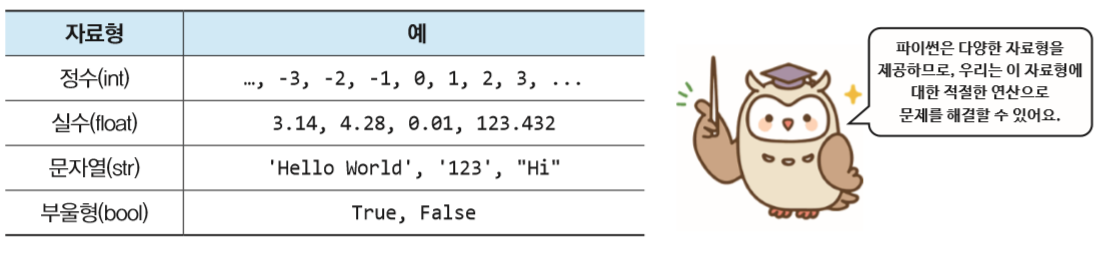 자료형 예
정수(int) …, -3, -2, -1, 0, 1, 2, 3, ...
실수(float) 3.14, 4.28, 0.01, 123.432
문자열(str) 'Hello World', '123', "Hi"
부울형(bool) True, False
파이썬은 다양한 자료형을
제공하므로, 우리는 이 자료형에
대한 적절한 연산으로
문제를 해결할 수 있어요.